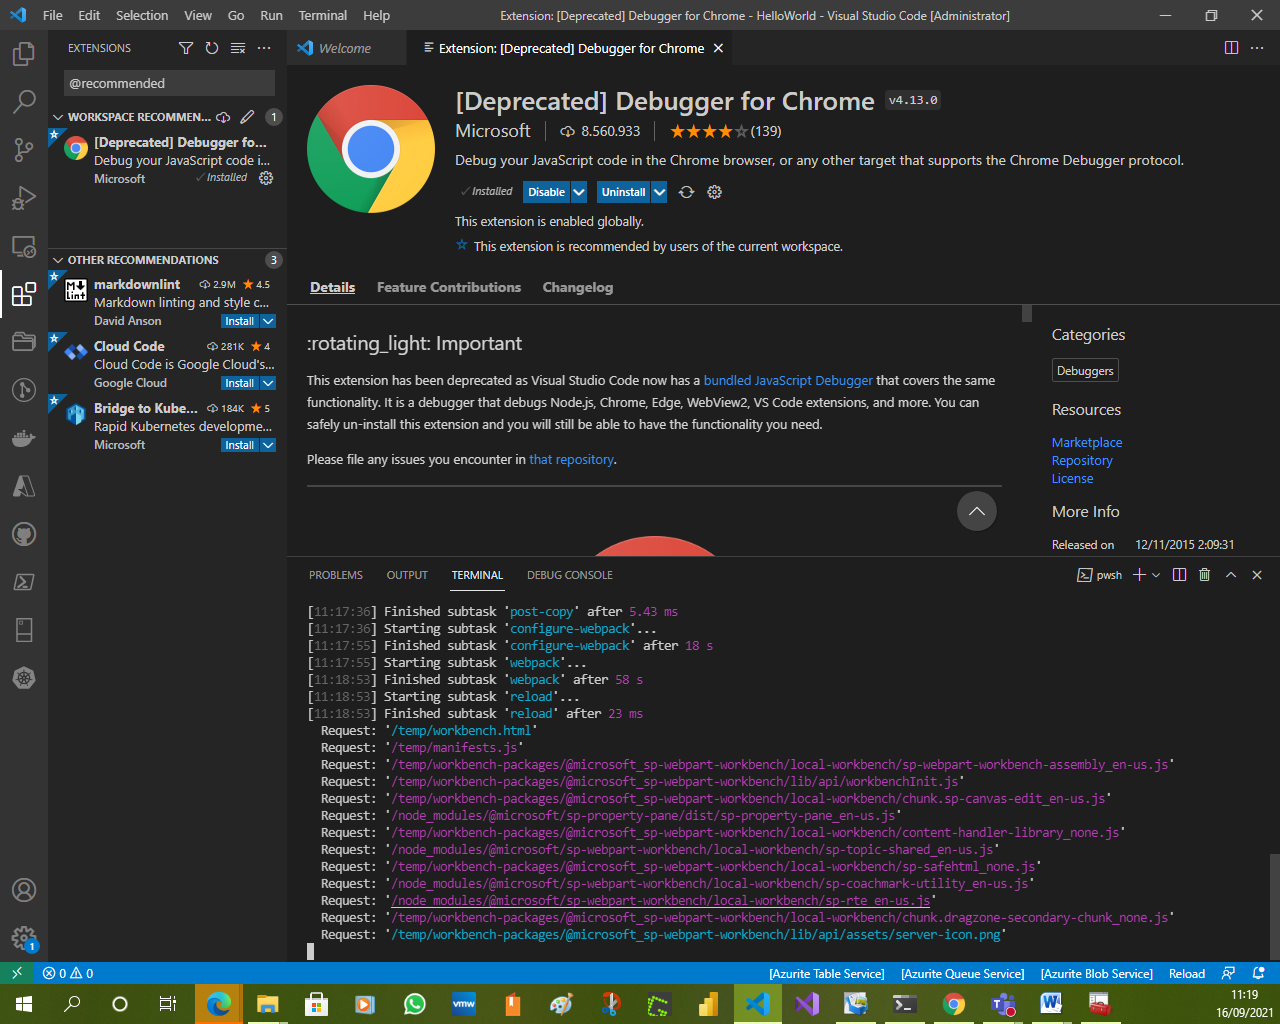 File Edit Selection View Go Run Terminal Help
Extension: [Deprecated] Debugger for Chrome - HelloWorld - Visual Studio Code [Administrator]
EXTENSIONS
Welcome
Extension: [Deprecated] Debugger for Chrome
@recommended
WORKSPACE RECOMMEN... 1
[Deprecated] Debugger fo...
Debug your JavaScript code i...
Microsoft Installed
OTHER RECOMMENDATIONS 3
markdownlint 2.9M 4.5
Markdown linting and style c...
David Anson Install
Cloud Code 281K 4
Cloud Code is Google Cloud's...
Google Cloud Install
Bridge to Kube... 184K 5
Rapid Kubernetes developme...
Microsoft Install
[Deprecated] Debugger for Chrome v4.13.0
Microsoft 8.560.933 (139)
Debug your JavaScript code in the Chrome browser, or any other target that supports the Chrome Debugger protocol.
Installed Disable Uninstall
This extension is enabled globally.
This extension is recommended by users of the current workspace.
Details Feature Contributions Changelog
:rotating_light: Important
This extension has been deprecated as Visual Studio Code now has a bundled JavaScript Debugger that covers the same
functionality. It is a debugger that debugs Node.js, Chrome, Edge, WebView2, VS Code extensions, and more. You can
safely un-install this extension and you will still be able to have the functionality you need.
Please file any issues you encounter in that repository.
Categories
Debuggers
Resources
Marketplace
Repository
License
More Info
Released on 12/11/2015 2:09:31
PROBLEMS OUTPUT TERMINAL DEBUG CONSOLE
pwsh
[11:17:36] Finished subtask 'post-copy' after 5.43 ms
[11:17:36] Starting subtask 'configure-webpack'...
[11:17:55] Finished subtask 'configure-webpack' after 18 s
[11:17:55] Starting subtask 'webpack'...
[11:18:53] Finished subtask 'webpack' after 58 s
[11:18:53] Starting subtask 'reload'...
[11:18:53] Finished subtask 'reload' after 23 ms
Request: '/temp/workbench.html'
Request: '/temp/manifests.js'
Request: '/temp/workbench-packages/@microsoft_sp-webpart-workbench/local-workbench/sp-webpart-workbench-assembly_en-us.js'
Request: '/temp/workbench-packages/@microsoft_sp-webpart-workbench/lib/api/workbenchInit.js'
Request: '/temp/workbench-packages/@microsoft_sp-webpart-workbench/local-workbench/chunk.sp-canvas-edit_en-us.js'
Request: '/node_modules/@microsoft/sp-property-pane/dist/sp-property-pane_en-us.js'
Request: '/temp/workbench-packages/@microsoft_sp-webpart-workbench/local-workbench/content-handler-library_none.js'
Request: '/node_modules/@microsoft/sp-webpart-workbench/local-workbench/sp-topic-shared_en-us.js'
Request: '/temp/workbench-packages/@microsoft_sp-webpart-workbench/local-workbench/sp-safehtml_none.js'
Request: '/node_modules/@microsoft/sp-webpart-workbench/local-workbench/sp-coachmark-utility_en-us.js'
Request: '/node_modules/@microsoft/sp-webpart-workbench/local-workbench/sp-rte_en-us.js'
Request: '/temp/workbench-packages/@microsoft_sp-webpart-workbench/local-workbench/chunk.dragzone-secondary-chunk_none.js'
Request: '/temp/workbench-packages/@microsoft_sp-webpart-workbench/lib/api/assets/server-icon.png'
1
0 0
[Azurite Table Service] [Azurite Queue Service] [Azurite Blob Service] Reload
vmw
11:19
16/09/2021